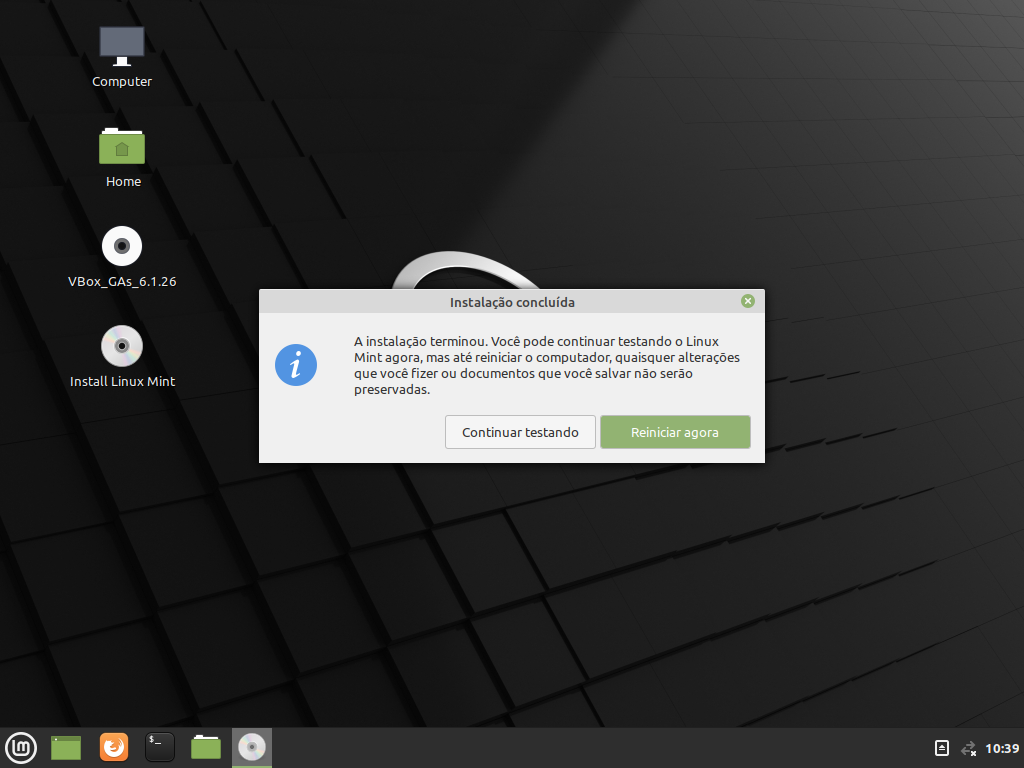 Computer
Home
VBox_GAs_6.1.26
Install Linux Mint
Instalação concluída
A instalação terminou. Você pode continuar testando o Linux
Mint agora, mas até reiniciar o computador, quaisquer alterações
que você fizer ou documentos que você salvar não serão
preservadas.
Continuar testando
Reiniciar agora
$_
10:39